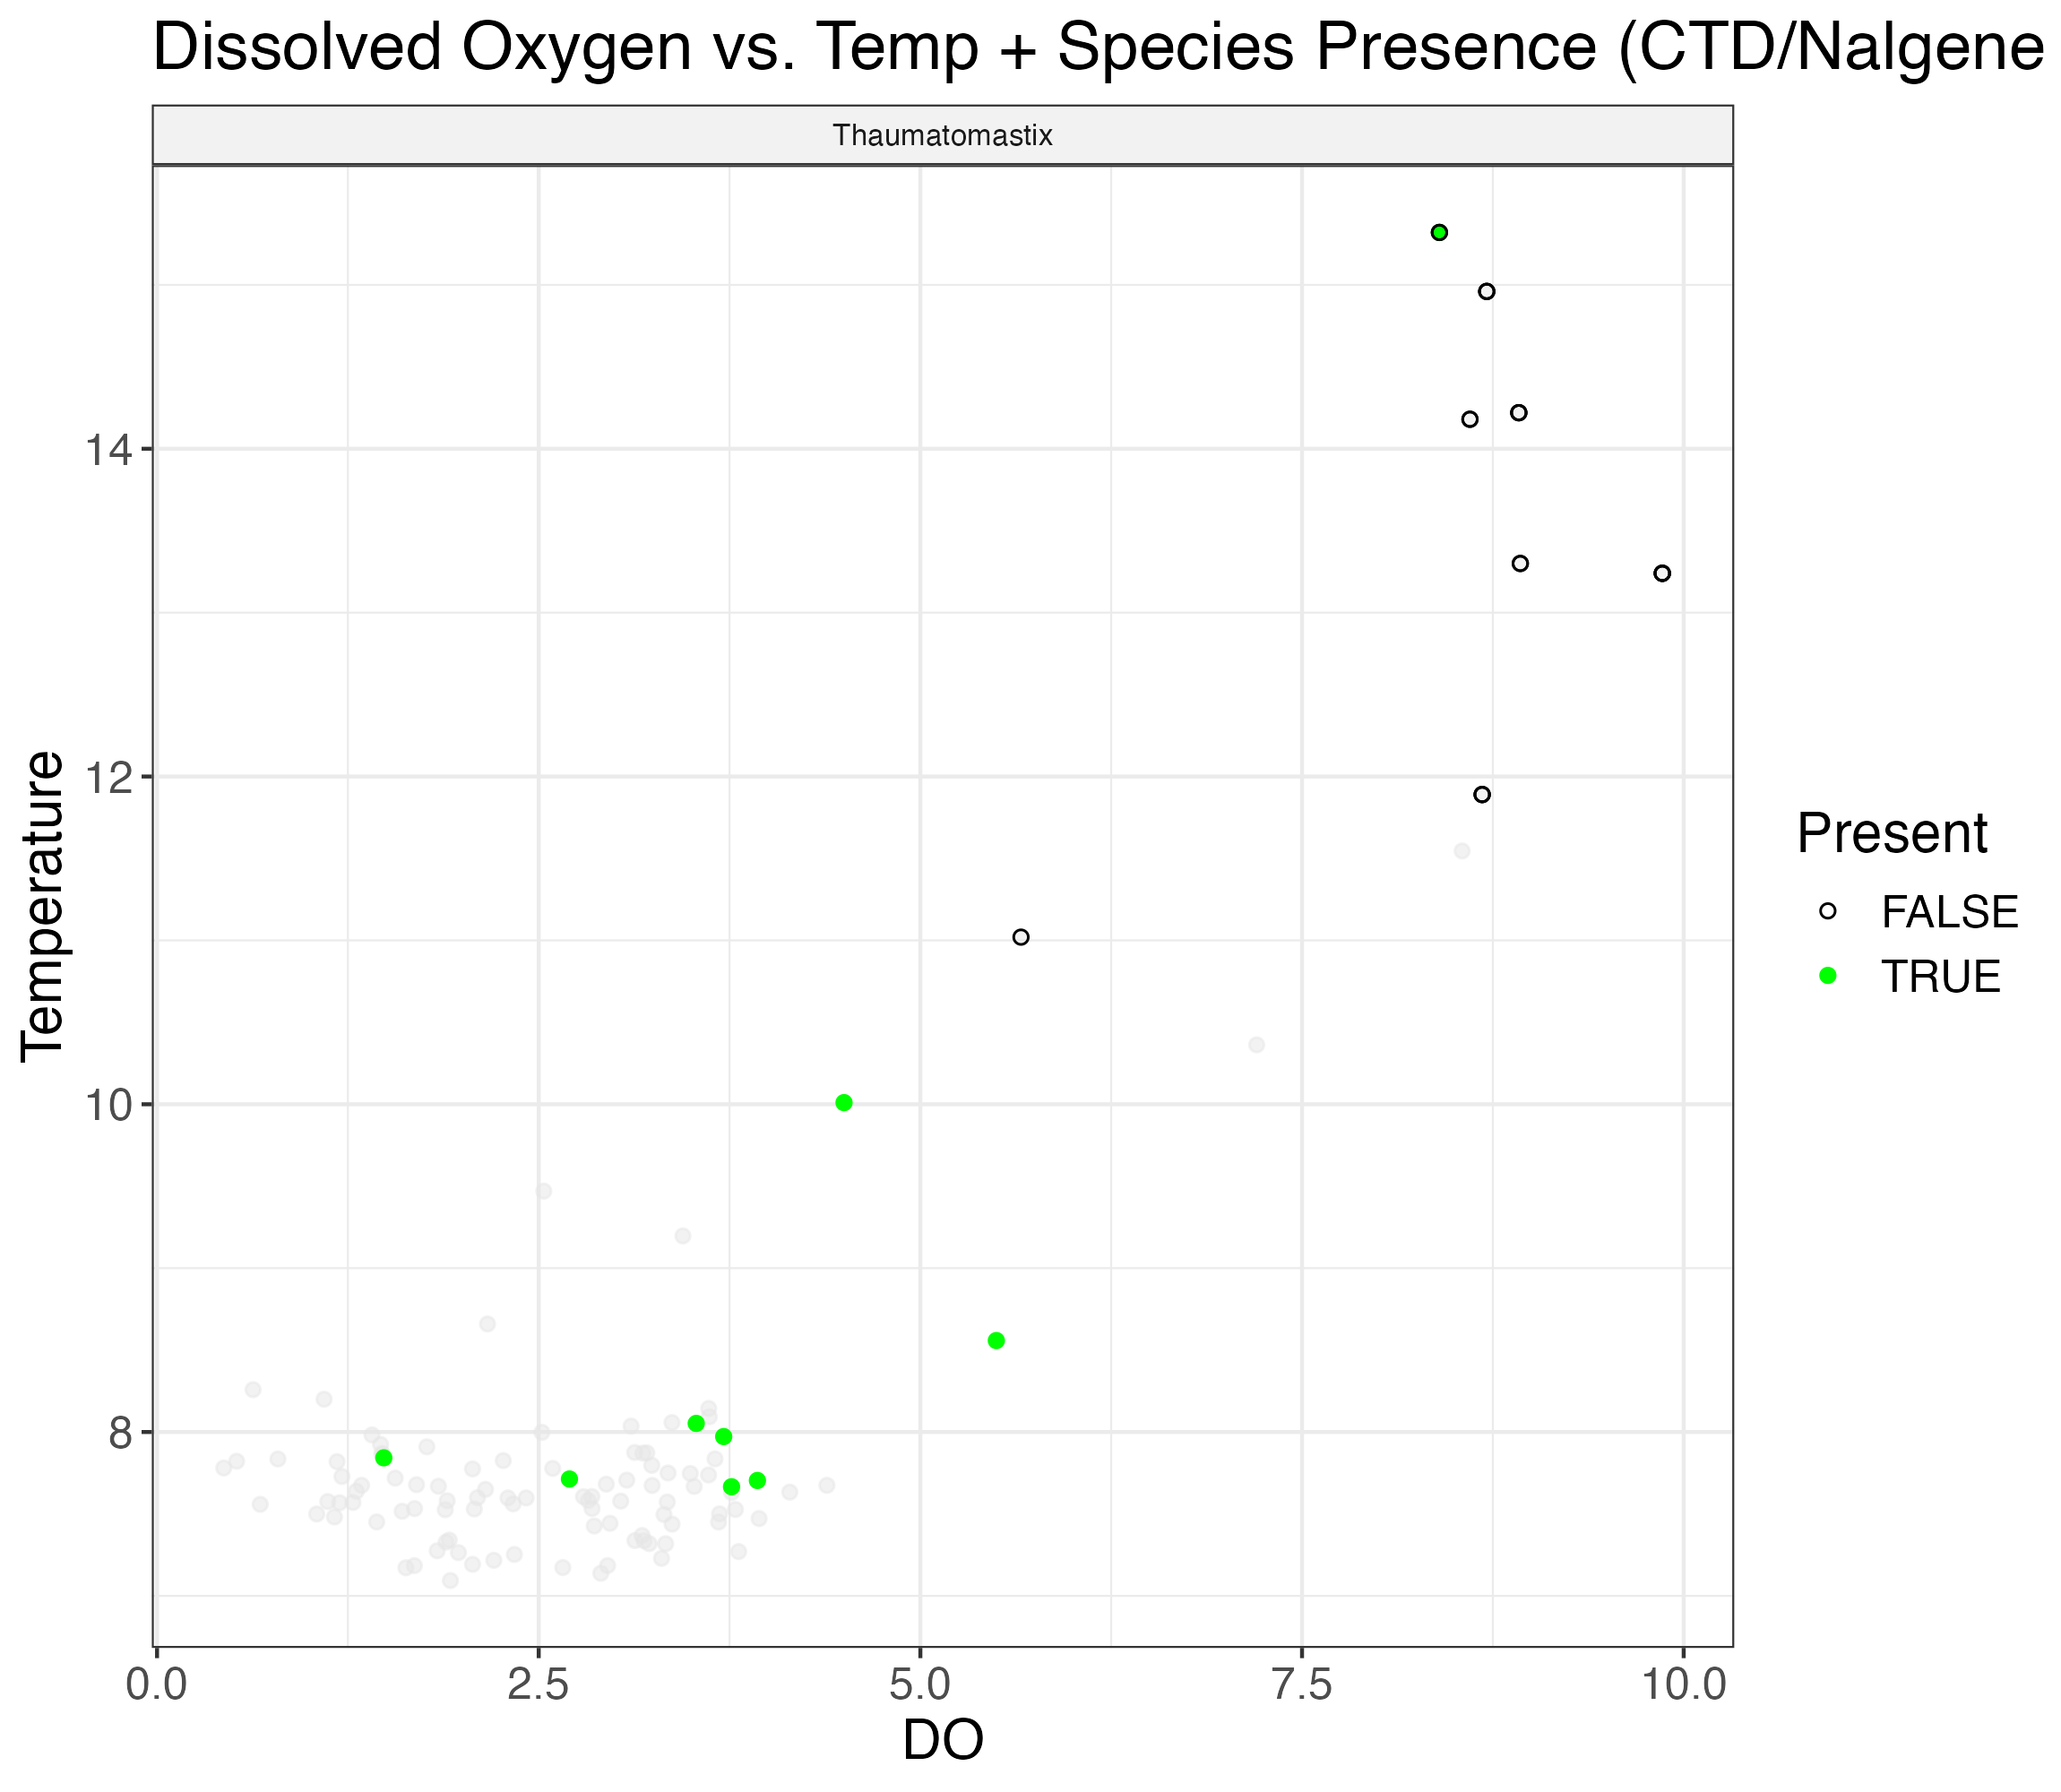 Dissolved Oxygen vs. Temp + Species Presence (CTD/Nalgene
Thaumatomastix
14
12
10
8
Temperature
0.0 2.5 5.0 7.5 10.0
DO
Present
FALSE
TRUE